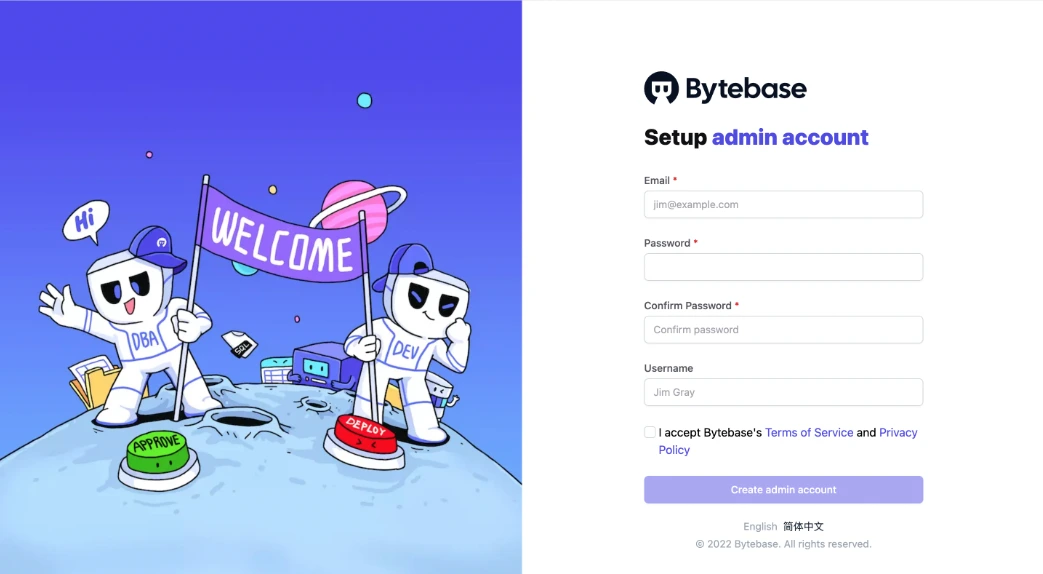 Hi
WELCOME
DBA
SQL
DEV
APPROVE
DEPLOY
Bytebase
Setup admin account
Email *
jim@example.com
Password *
Confirm Password *
Confirm password
Username
Jim Gray
I accept Bytebase's Terms of Service and Privacy
Policy
Create admin account
English 简体中文
© 2022 Bytebase. All rights reserved.